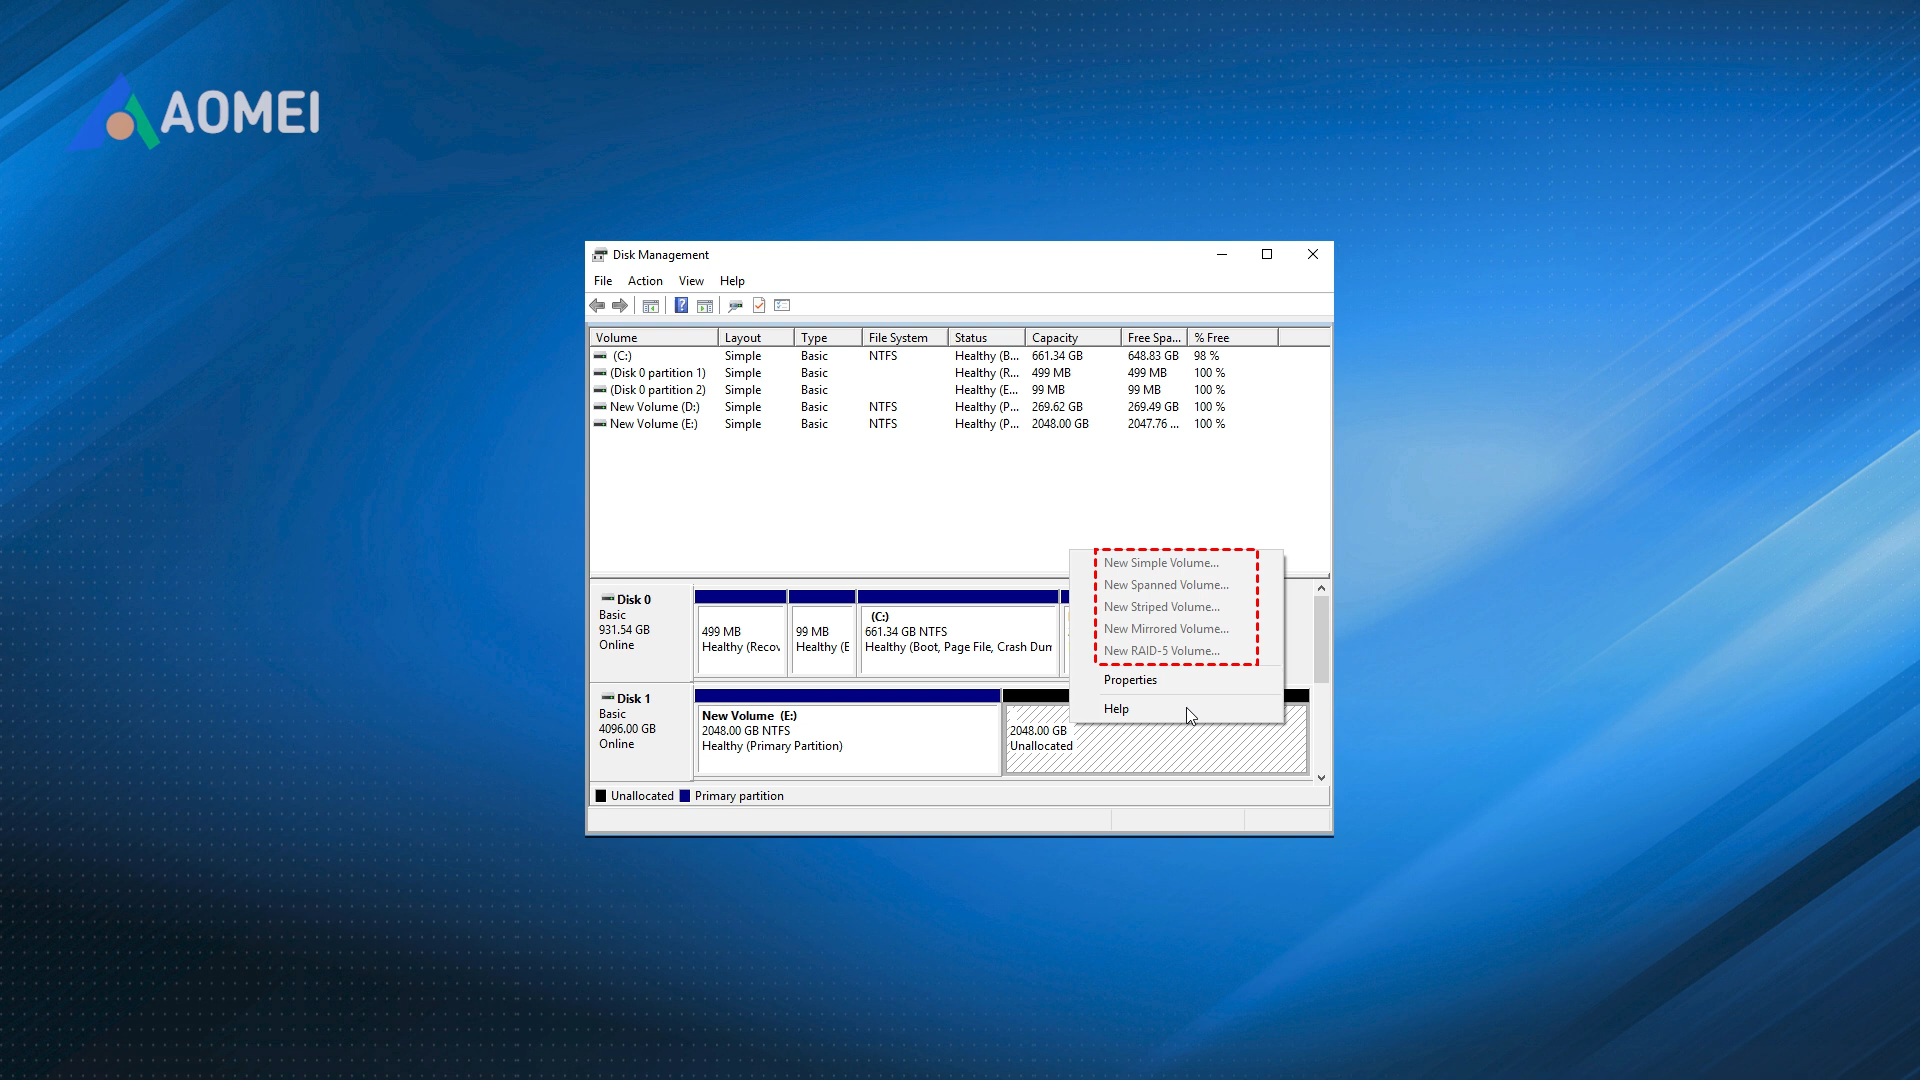 AOMEI
Disk Management
File Action View Help
Volume Layout Type File System Status Capacity Free Spa... % Free
(C:) Simple Basic NTFS Healthy (B... 661.34 GB 648.83 GB 98 %
(Disk 0 partition 1) Simple Basic Healthy (R... 499 MB 499 MB 100 %
(Disk 0 partition 2) Simple Basic Healthy (E... 99 MB 99 MB 100 %
New Volume (D:) Simple Basic NTFS Healthy (P... 269.62 GB 269.49 GB 100 %
New Volume (E:) Simple Basic NTFS Healthy (P... 2048.00 GB 2047.76 ... 100 %
New Simple Volume...
New Spanned Volume...
New Striped Volume...
New Mirrored Volume...
New RAID-5 Volume...
Properties
Help
Disk 0
Basic
931.54 GB
Online
499 MB
Healthy (Recov
99 MB
Healthy (E
(C:)
661.34 GB NTFS
Healthy (Boot, Page File, Crash Dum
Disk 1
Basic
4096.00 GB
Online
New Volume (E:)
2048.00 GB NTFS
Healthy (Primary Partition)
2048.00 GB
Unallocated
Unallocated Primary partition